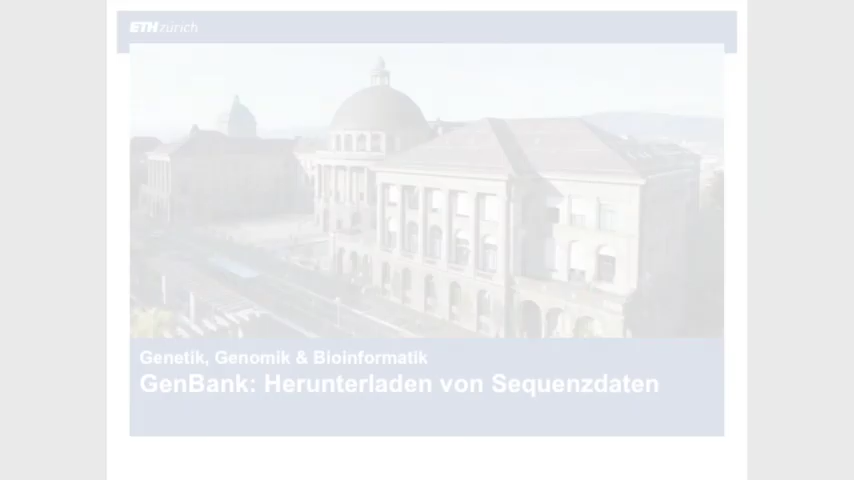 ETH zürich
Genetik, Genomik & Bioinformatik
GenBank: Herunterladen von Sequenzdaten